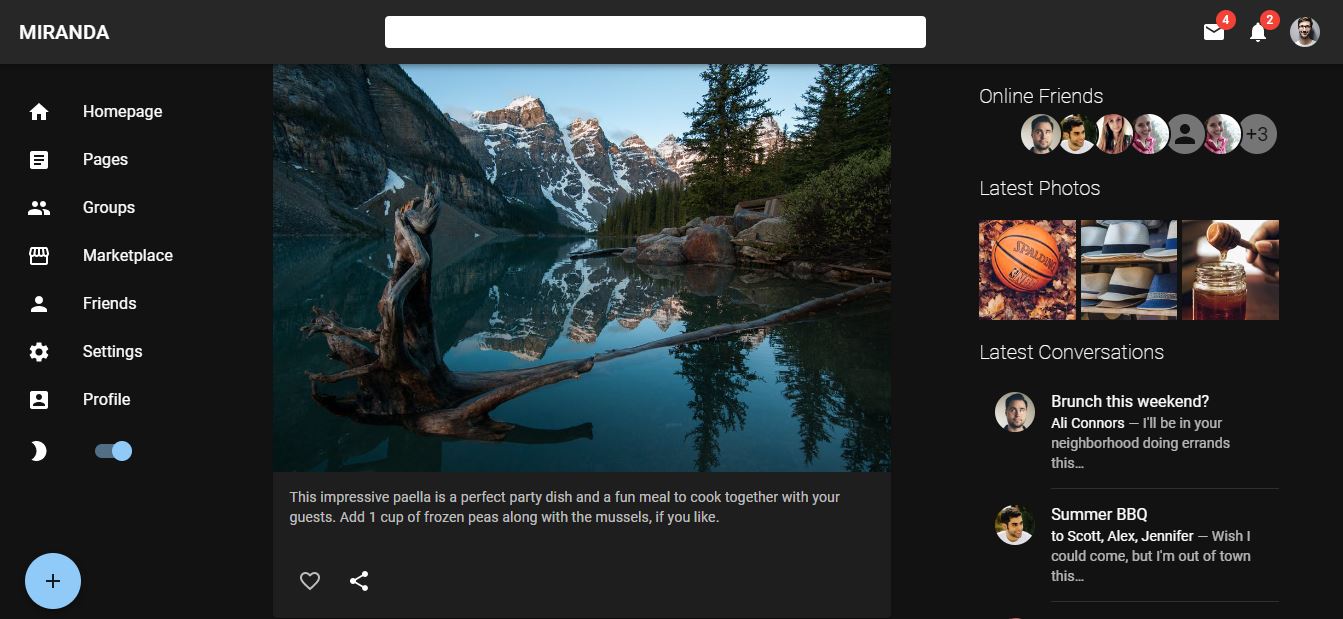 MIRANDA
4
2
Homepage
Pages
Groups
Marketplace
Friends
Settings
Profile
This impressive paella is a perfect party dish and a fun meal to cook together with your
guests. Add 1 cup of frozen peas along with the mussels, if you like.
Online Friends
+3
Latest Photos
SPALDING
Latest Conversations
Brunch this weekend?
Ali Connors — I'll be in your
neighborhood doing errands
this…
Summer BBQ
to Scott, Alex, Jennifer — Wish I
could come, but I'm out of town
this…